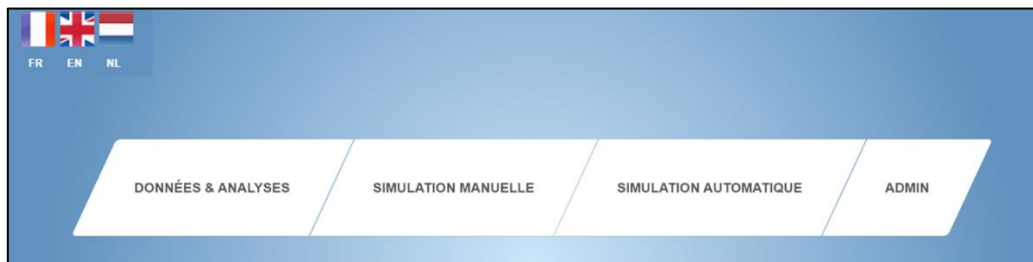 FR EN NL
DONNÉES & ANALYSES SIMULATION MANUELLE SIMULATION AUTOMATIQUE ADMIN